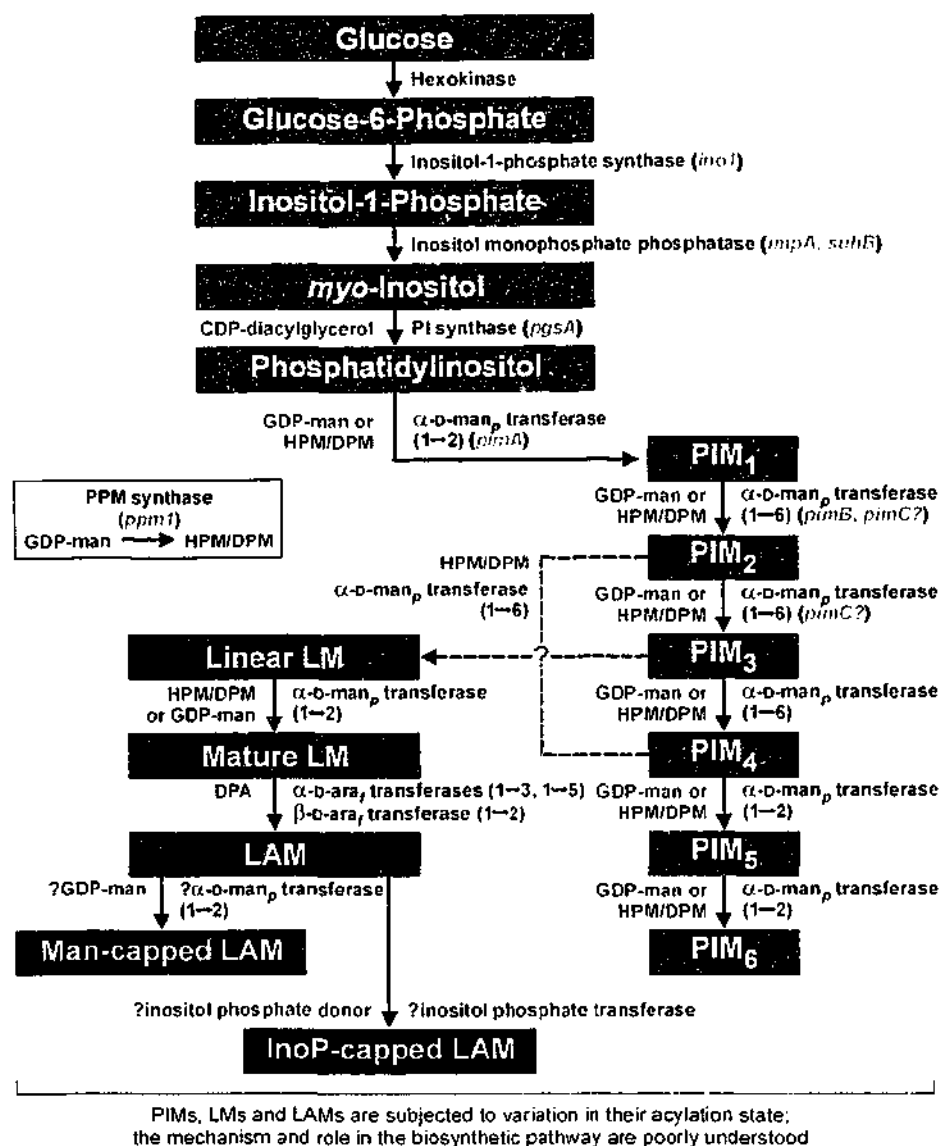 Glucose
Hexokinase
Glucose-6-Phosphate
Inositol-1-phosphate synthase (ino1)
Inositol-1-Phosphate
Inositol monophosphate phosphatase (impA, suhB)
myo-Inositol
CDP-diacylglycerol PI synthase (pgsA)
Phosphatidylinositol
GDP-man or α-D-manp transferase
HPM/DPM (1→2) (pimA)
PIM1
GDP-man or α-D-manp transferase
HPM/DPM (1→6) (pimB, pimC?)
PPM synthase
(ppm1)
GDP-man HPM/DPM
PIM2
HPM/DPM
α-D-manp transferase
(1→6)
GDP-man or α-D-manp transferase
HPM/DPM (1→6) (pimC?)
?
Linear LM
PIM3
HPM/DPM α-D-manp transferase
or GDP-man (1→2)
GDP-man or α-D-manp transferase
HPM/DPM (1→6)
Mature LM
PIM4
DPA α-D-araf transferases (1→3, 1→5)
β-D-araf transferase (1→2)
GDP-man or α-D-manp transferase
HPM/DPM (1→2)
LAM
PIM5
?GDP-man ?α-D-manp transferase
(1→2)
GDP-man or α-D-manp transferase
HPM/DPM (1→2)
Man-capped LAM
PIM6
?inositol phosphate donor ?inositol phosphate transferase
InoP-capped LAM
PIMs, LMs and LAMs are subjected to variation in their acylation state;
the mechanism and role in the biosynthetic pathway are poorly understood